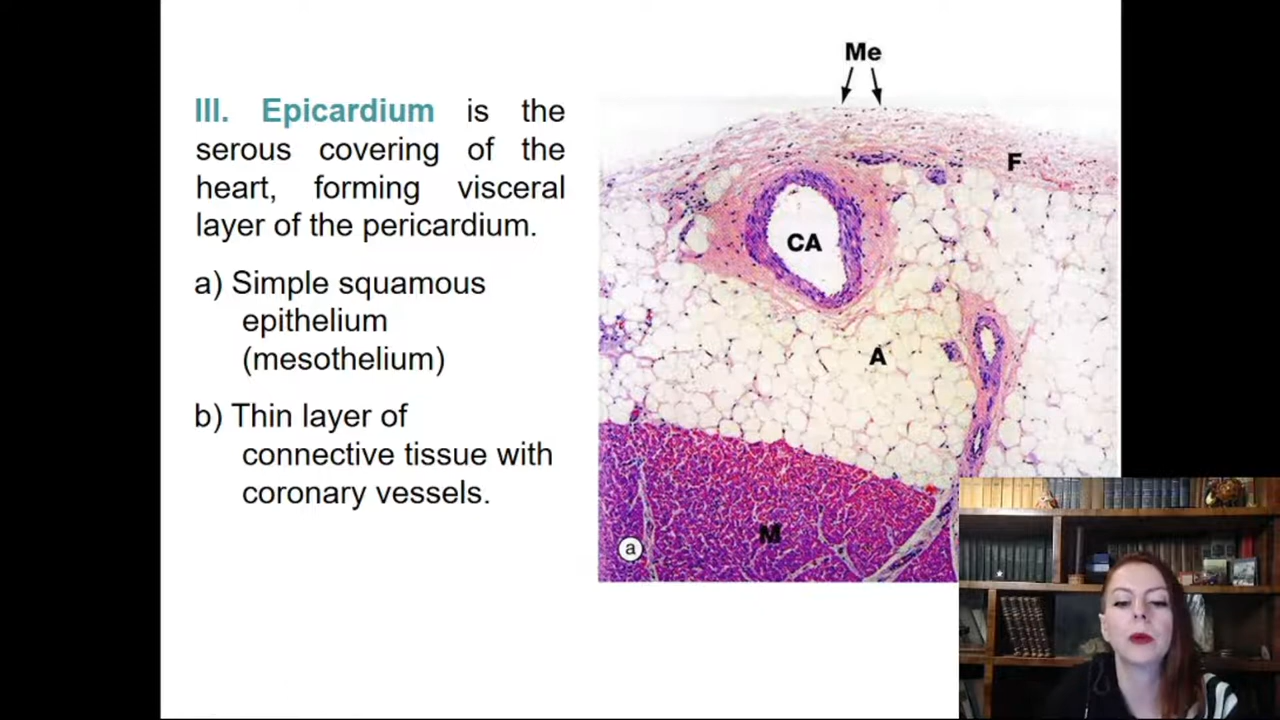 III. Epicardium is the
serous covering of the
heart, forming visceral
layer of the pericardium.
a) Simple squamous
epithelium
(mesothelium)
b) Thin layer of
connective tissue with
coronary vessels.
Me
F
CA
A
M
a